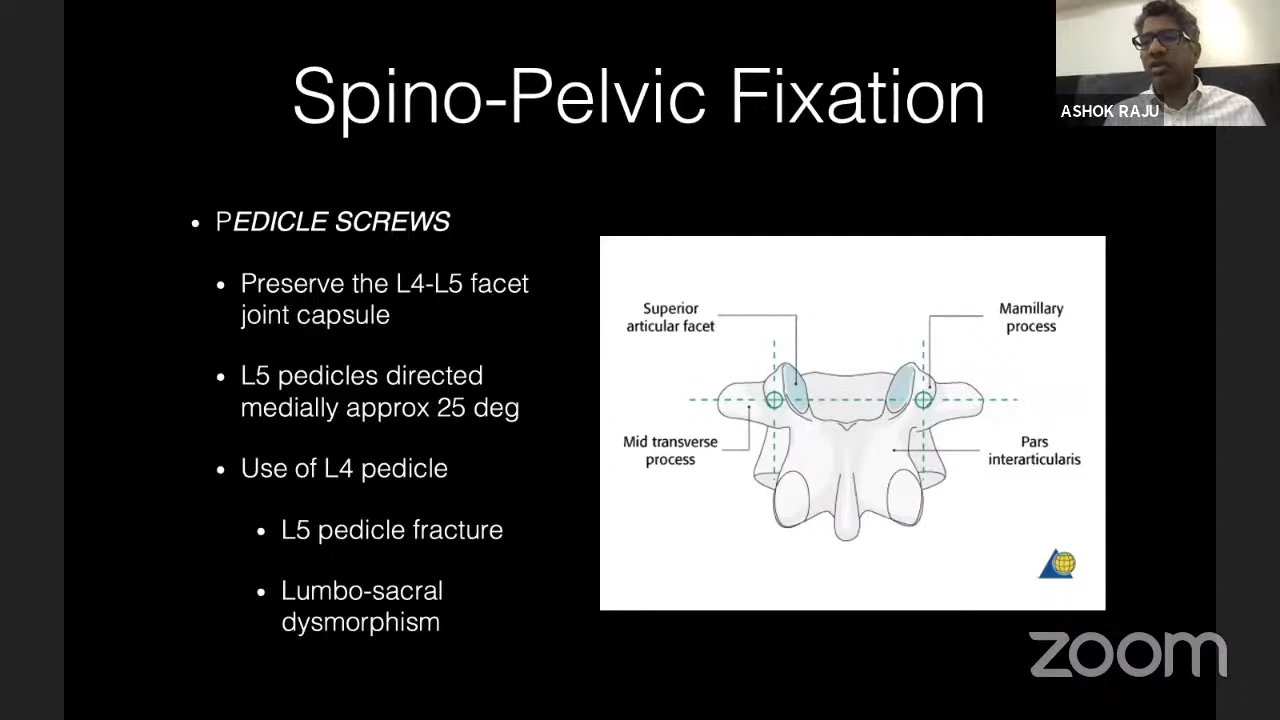 Spino-Pelvic Fixation
ASHOK RAJU
• PEDICLE SCREWS
• Preserve the L4-L5 facet
joint capsule
• L5 pedicles directed
medially approx 25 deg
• Use of L4 pedicle
• L5 pedicle fracture
• Lumbo-sacral
dysmorphism
Superior
articular facet
Mamillary
process
Mid transverse
process
Pars
interarticularis
zoom